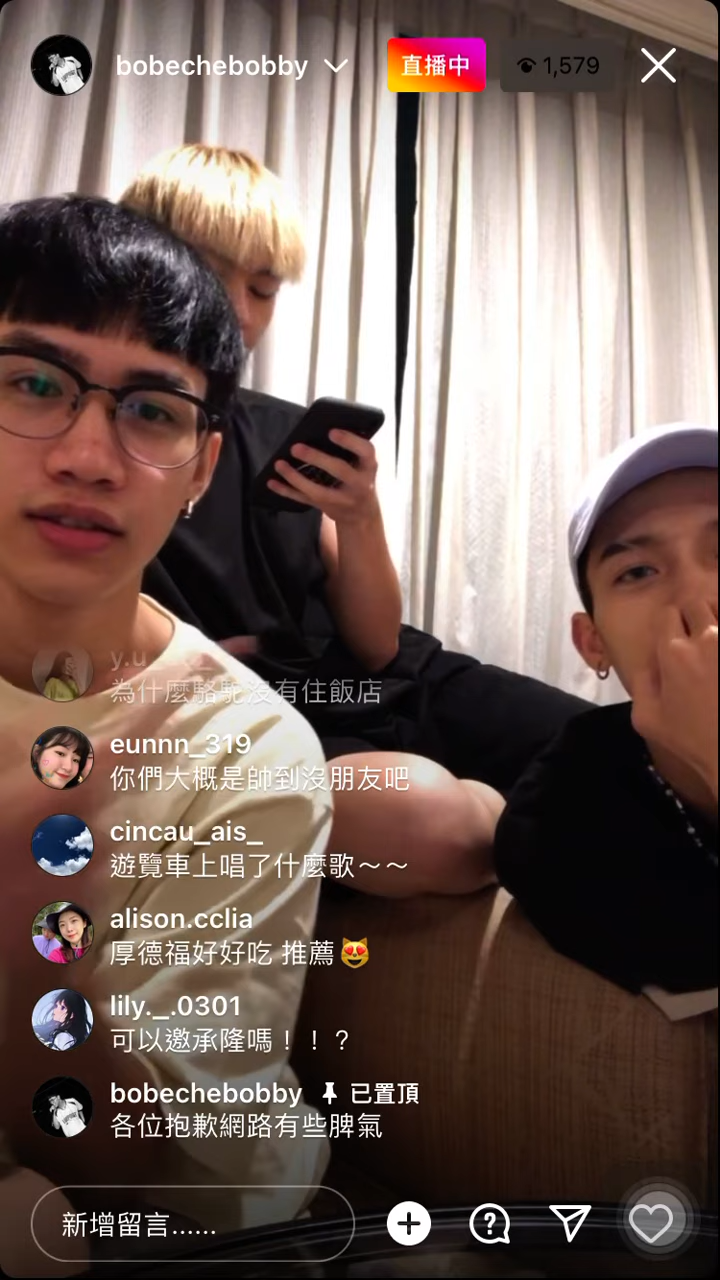 bobechebobby
直播中
1,579
y.u
為什麼駱駝沒有住飯店
eunnn_319
你們大概是帥到沒朋友吧
cincau_ais_
遊覽車上唱了什麼歌～～
alison.cclia
厚德福好好吃 推薦😻
lily._.0301
可以邀承隆嗎！！？
bobechebobby 已置頂
各位抱歉網路有些脾氣
新增留言......